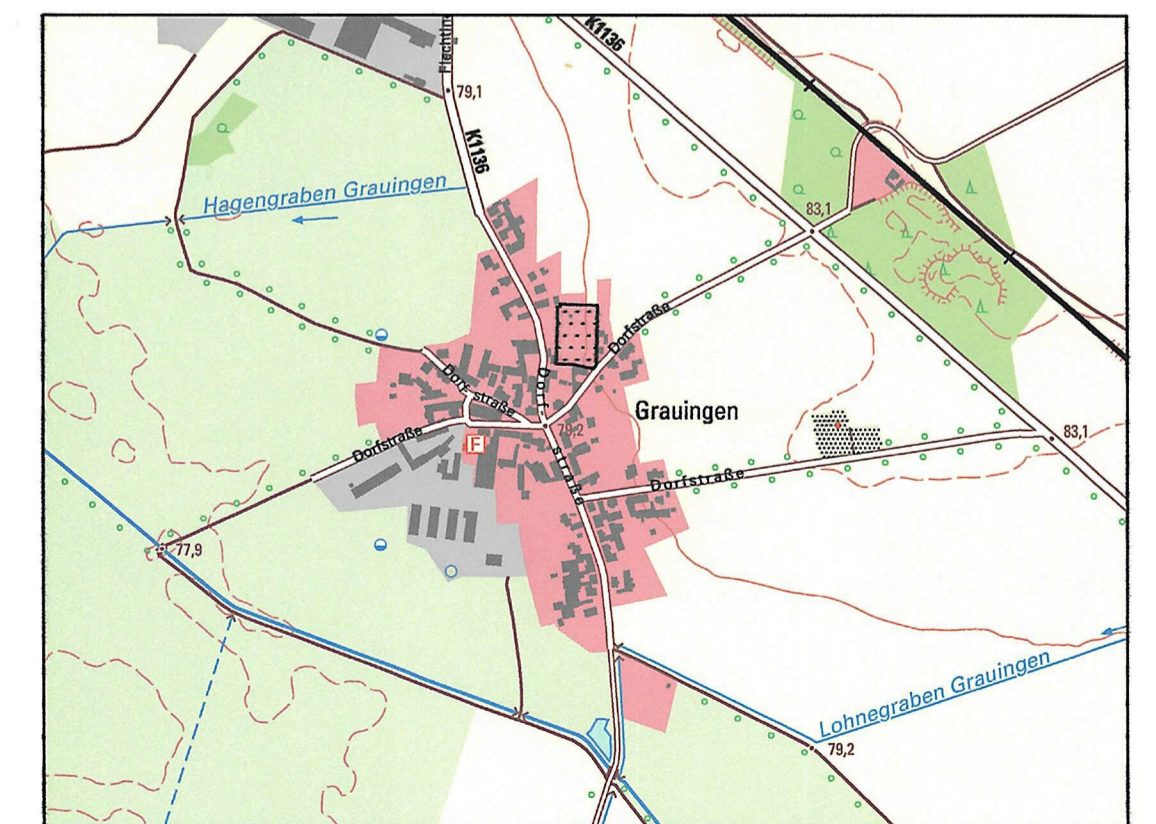 K1136
Flechtin
79,1
K1136
Hagengraben Grauingen
83,1
Dorfstraße
Dorfstraße
Dorfstraße
Grauingen
79,2
83,1
F
Dorfstraße
Dorfstraße
77,9
Lohnegraben Grauingen
79,2